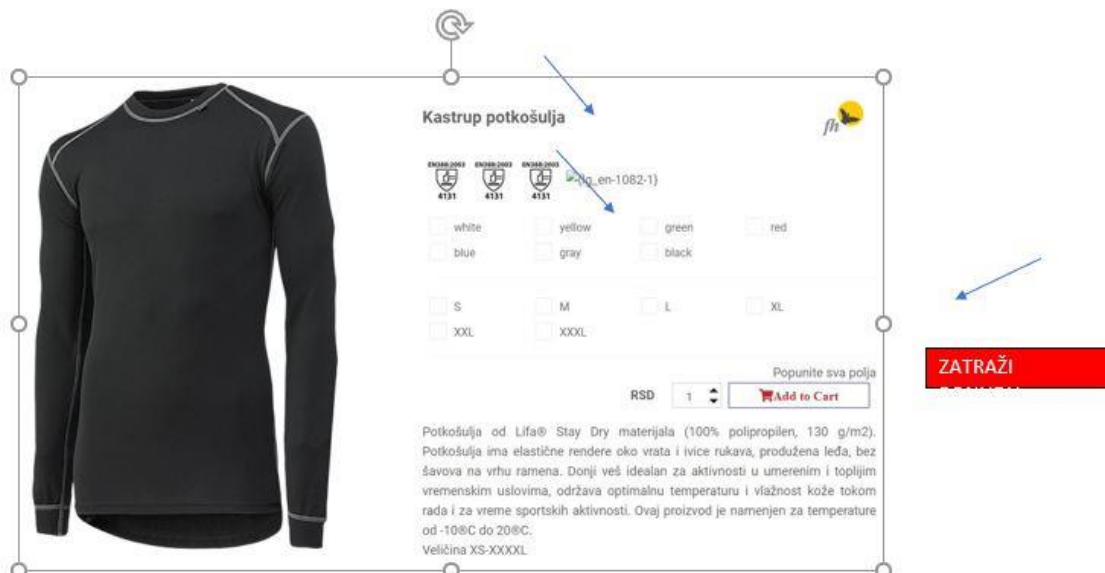 Kastrup potkošulja
fh
EN388:2003 EN388:2003 EN388:2003
4131 4131 4131
(lg_en-1082-1)
white yellow green red
blue gray black
S M L XL
XXL XXXL
Popunite sva polja
RSD 1 Add to Cart
ZATRAŽI
Potkošulja od Lifa® Stay Dry materijala (100% polipropilen, 130 g/m2).
Potkošulja ima elastične rendere oko vrata i ivice rukava, produžena leđa, bez
šavova na vrhu ramena. Donji veš idealan za aktivnosti u umerenim i toplijim
vremenskim uslovima, održava optimalnu temperaturu i vlažnost kože tokom
rada i za vreme sportskih aktivnosti. Ovaj proizvod je namenjen za temperature
od -10®C do 20®C.
Veličina XS-XXXXL